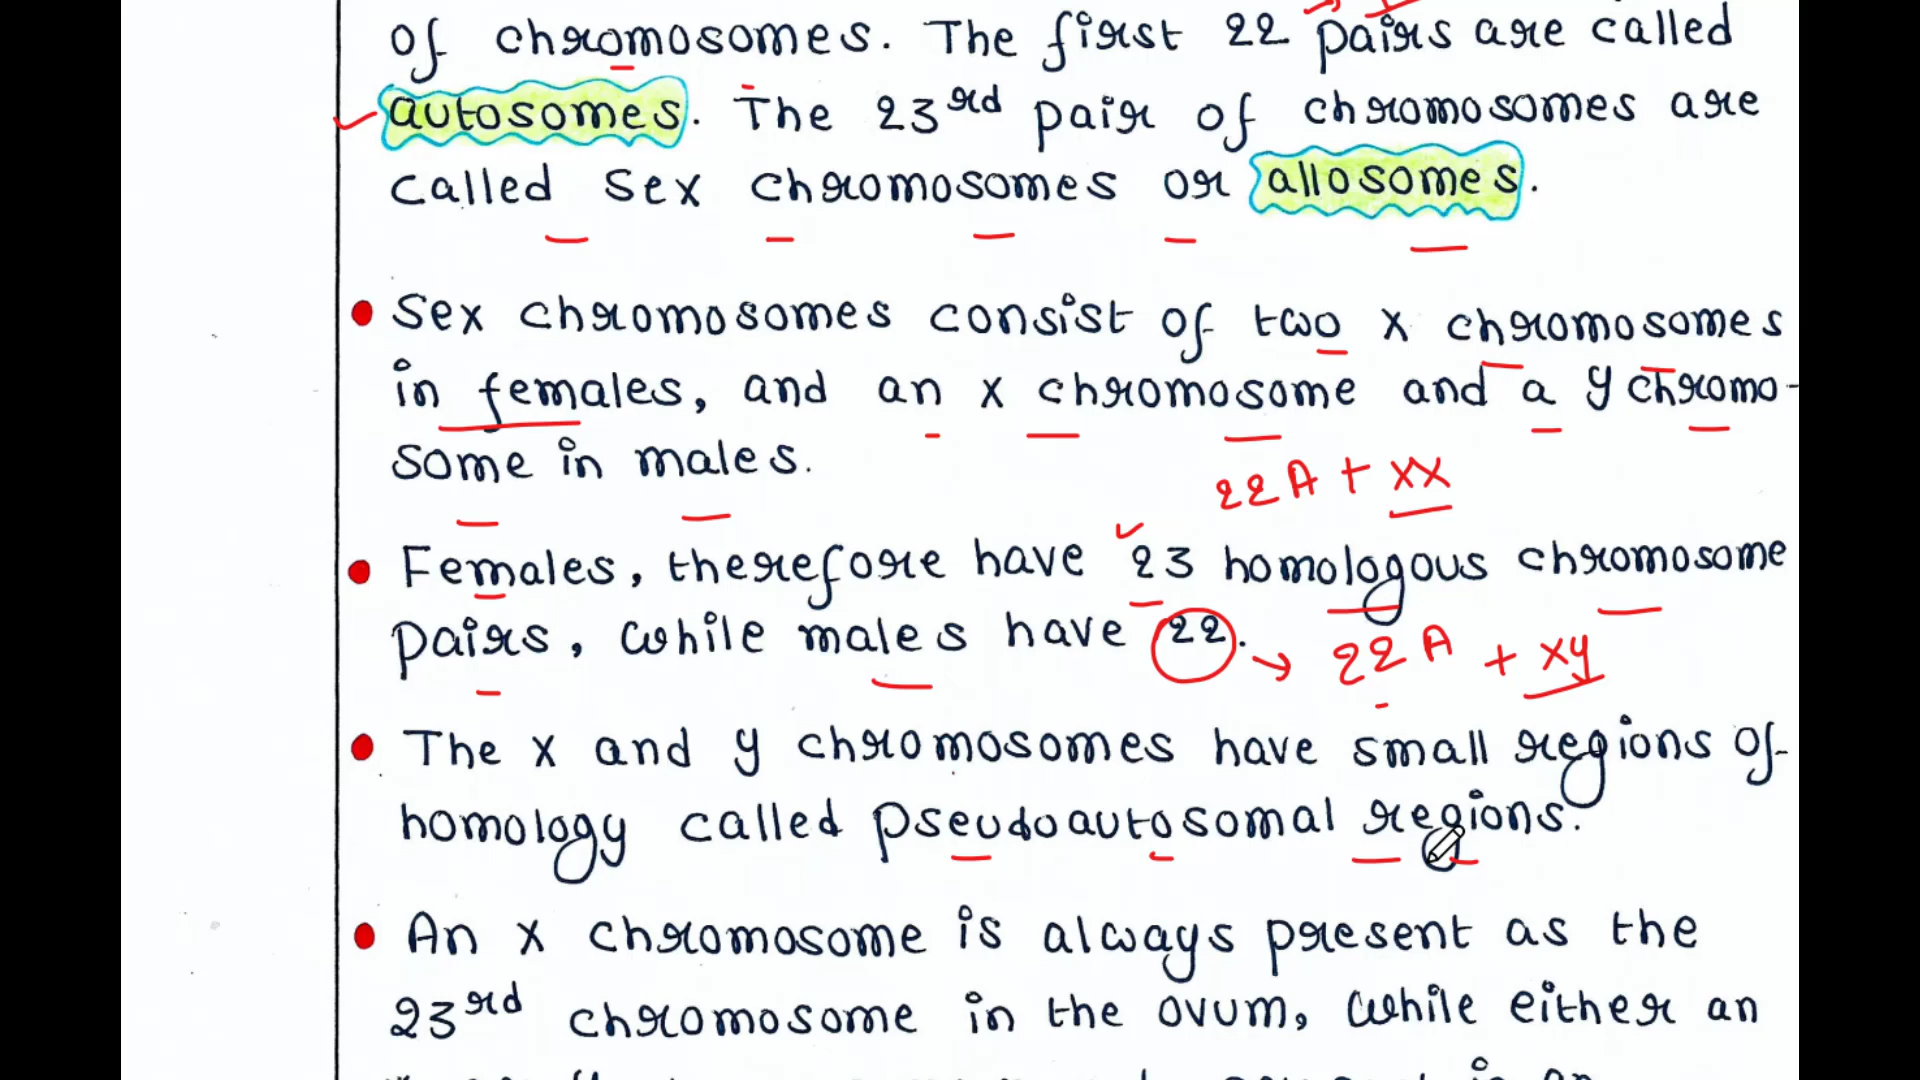 of chromosomes. The first 22 pairs are called
autosomes. The 23rd pair of chromosomes are
called sex chromosomes or allosomes.
Sex chromosomes consist of two x chromosomes
in females, and an x chromosome and a y chromo-
some in males.
22A + xx
Females, therefore have 23 homologous chromosome
pairs, while males have 22. → 22A + xy
The x and y chromosomes have small regions of
homology called pseudoautosomal regions.
An x chromosome is always present as the
23rd chromosome in the ovum, while either an